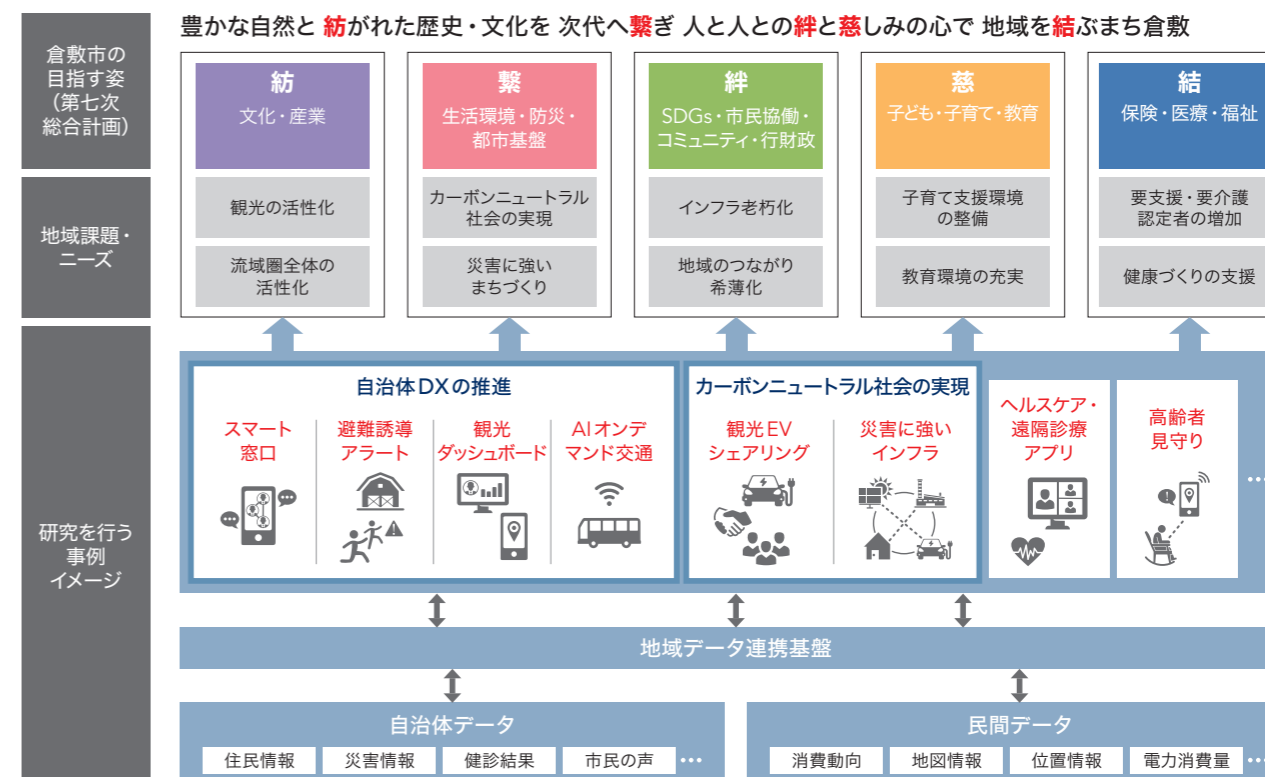 豊かな自然と 紡がれた歴史・文化を 次代へ繋ぎ 人と人との絆と慈しみの心で 地域を結ぶまち倉敷
倉敷市の
目指す姿
（第七次
総合計画）
紡
文化・産業
繋
生活環境・防災・
都市基盤
絆
SDGs・市民協働・
コミュニティ・行財政
慈
子ども・子育て・教育
結
保険・医療・福祉
地域課題・
ニーズ
観光の活性化
流域圏全体の
活性化
カーボンニュートラル
社会の実現
災害に強い
まちづくり
インフラ老朽化
地域のつながり
希薄化
子育て支援環境
の整備
教育環境の充実
要支援・要介護
認定者の増加
健康づくりの支援
研究を行う
事例
イメージ
自治体DXの推進
スマート
窓口
避難誘導
アラート
観光
ダッシュボード
AIオンデ
マンド交通
カーボンニュートラル社会の実現
観光EV
シェアリング
災害に強い
インフラ
ヘルスケア・
遠隔診療
アプリ
高齢者
見守り
…
地域データ連携基盤
自治体データ
住民情報
災害情報
健診結果
市民の声
…
民間データ
消費動向
地図情報
位置情報
電力消費量
…